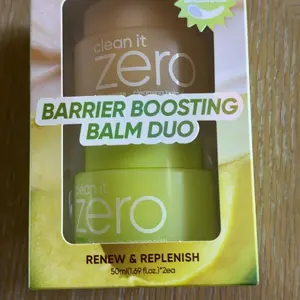 clean it
zero
BARRIER BOOSTING
BALM DUO
clean it
zero
RENEW & REPLENISH
50ml(1.69 fl.oz.)*2ea